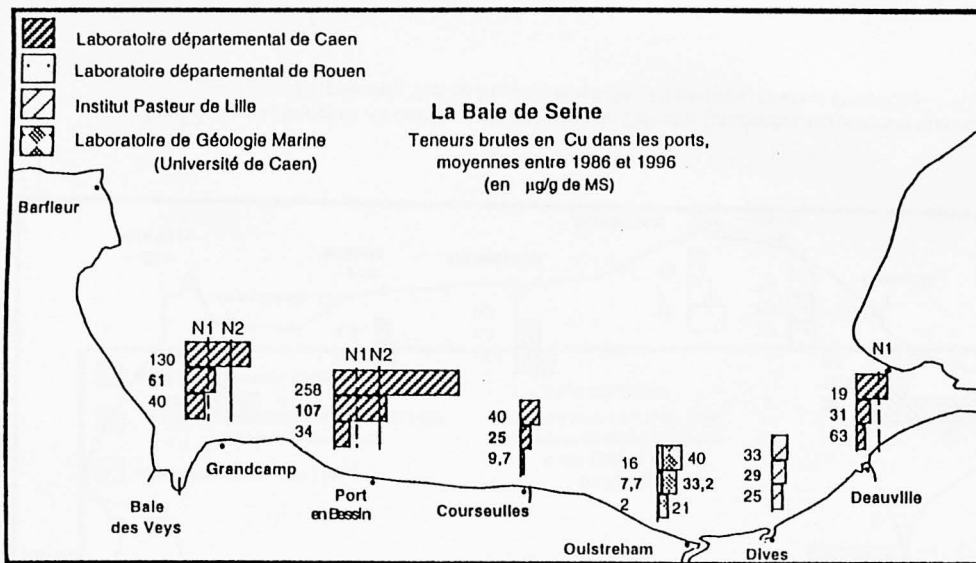 Laboratoire départemental de Caen
Laboratoire départemental de Rouen
Institut Pasteur de Lille
Laboratoire de Géologie Marine
(Université de Caen)
La Baie de Seine
Teneurs brutes en Cu dans les ports,
moyennes entre 1986 et 1996
(en µg/g de MS)
Barfleur
N1 N2
130
61
40
Grandcamp
Baie
des Veys
N1 N2
258
107
34
Port
en Bessin
40
25
9,7
Courseulles
16 40
7,7 33,2
2 21
Ouistreham
33
29
25
Dives
N1
19
31
63
Deauville